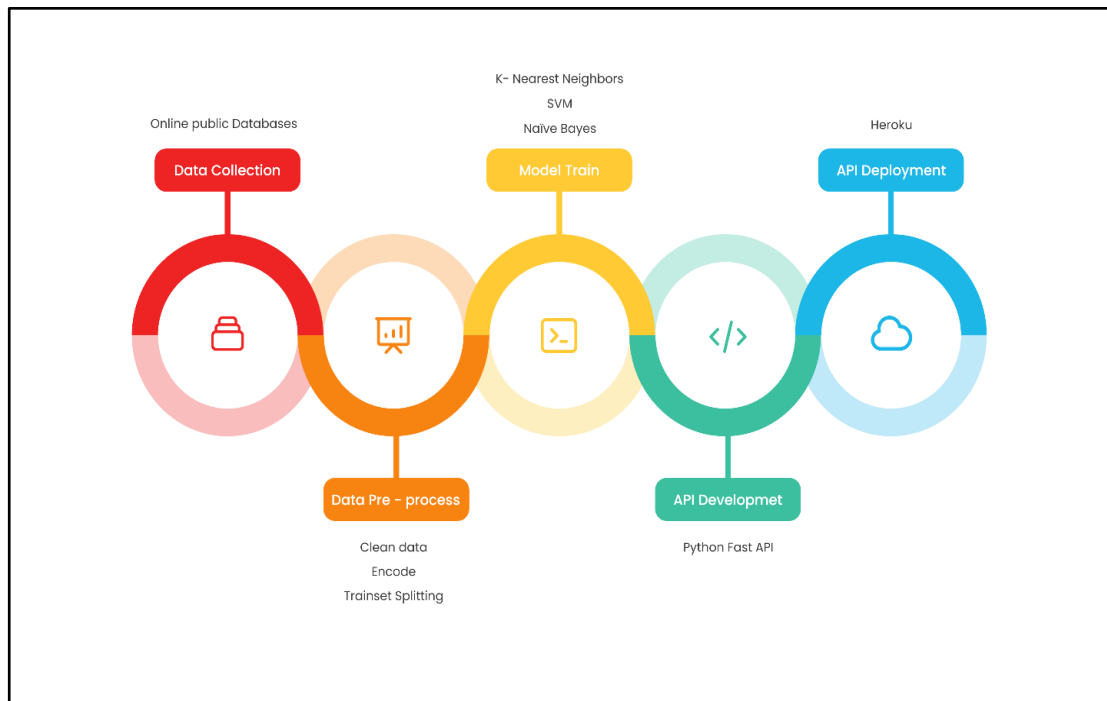 Online public Databases
Data Collection
Clean data
Encode
Trainset Splitting
Data Pre - process
K- Nearest Neighbors
SVM
Naïve Bayes
Model Train
API Developmet
Python Fast API
Heroku
API Deployment